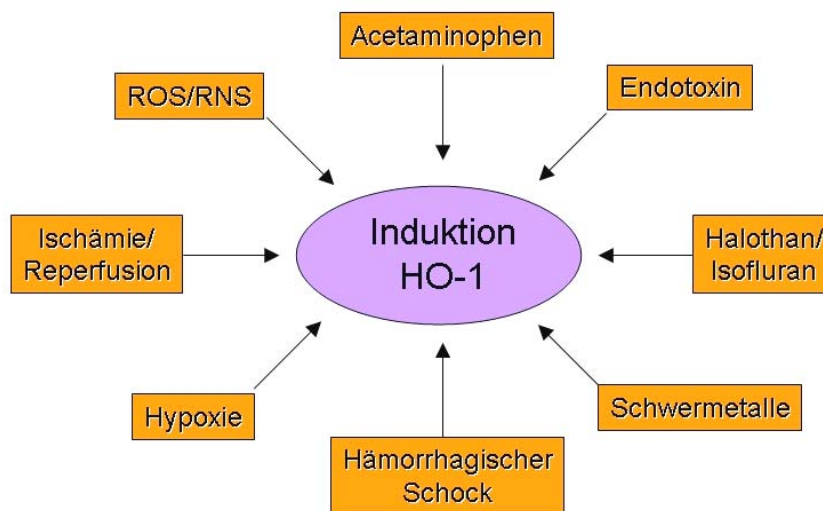 Acetaminophen
ROS/RNS
Endotoxin
Ischämie/
Reperfusion
Induktion
HO-1
Halothan/
Isofluran
Hypoxie
Schwermetalle
Hämorrhagischer
Schock